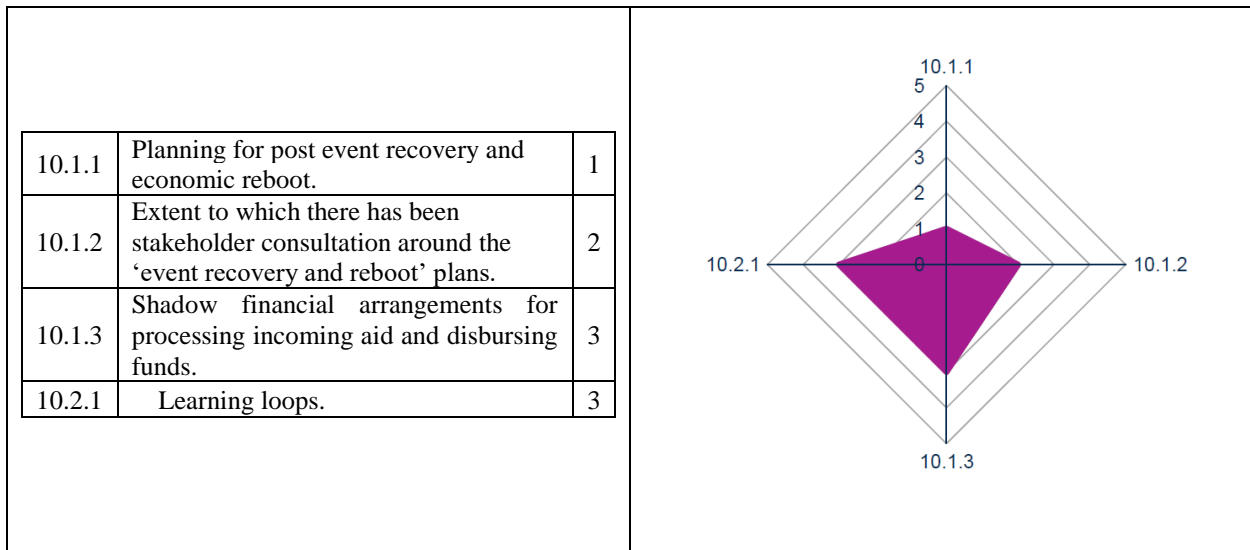 10.1.1
Planning for post event recovery and
economic reboot.
1
10.1.2
Extent to which there has been
stakeholder consultation around the
‘event recovery and reboot’ plans.
2
10.1.3
Shadow financial arrangements for
processing incoming aid and disbursing
funds.
3
10.2.1
Learning loops.
3
10.1.1
5
4
3
2
1
0
10.2.1
10.1.2
10.1.3